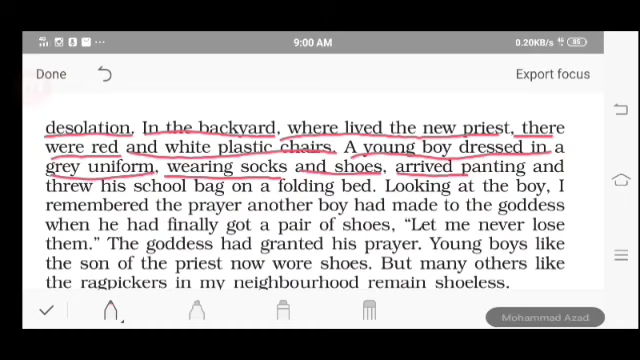 9:00 AM
0.20KB/s 4G 85
Done
Export focus
desolation. In the backyard, where lived the new priest, there
were red and white plastic chairs. A young boy dressed in a
grey uniform, wearing socks and shoes, arrived panting and
threw his school bag on a folding bed. Looking at the boy, I
remembered the prayer another boy had made to the goddess
when he had finally got a pair of shoes, “Let me never lose
them.” The goddess had granted his prayer. Young boys like
the son of the priest now wore shoes. But many others like
the ragpickers in my neighbourhood remain shoeless.
Mohammad Azad